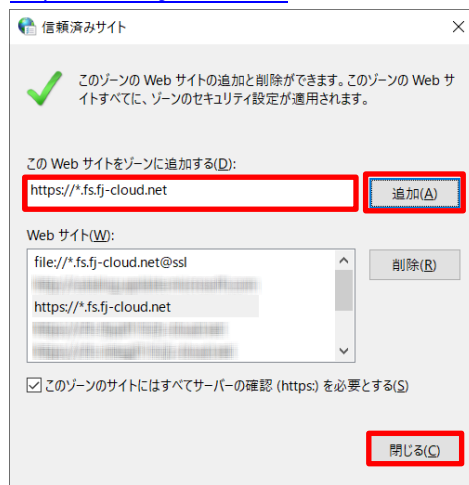 信頼済みサイト
このゾーンの Web サイトの追加と削除ができます。このゾーンの Web サ
イトすべてに、ゾーンのセキュリティ設定が適用されます。
この Web サイトをゾーンに追加する(D):
https://*.fs.fj-cloud.net
追加(A)
Web サイト(W):
file://*.fs.fj-cloud.net@ssl
削除(R)
https://*.fs.fj-cloud.net
このゾーンのサイトにはすべてサーバーの確認 (https:) を必要とする(S)
閉じる(C)